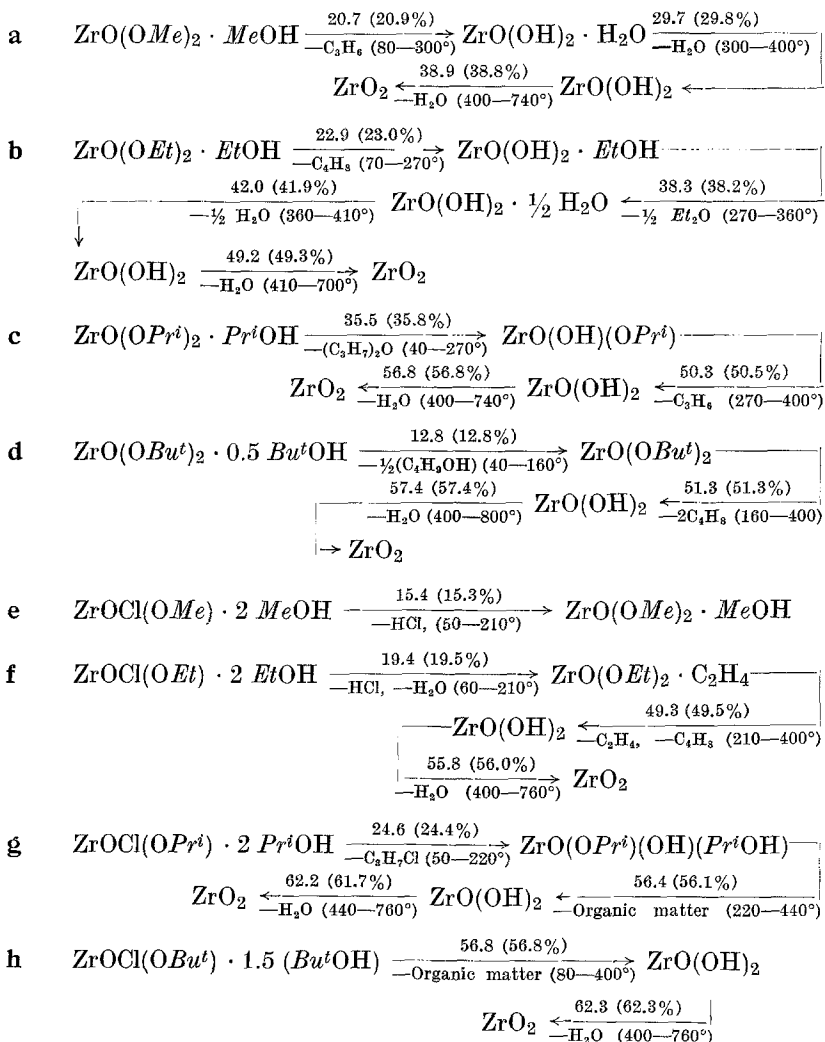 20.7 (20.9%) 29.7 (29.8%)
a ZrO(OMe)₂ · MeOH —C₃H₆ (80—300°) → ZrO(OH)₂ · H₂O —H₂O (300—400°)
38.9 (38.8%)
ZrO₂ ← —H₂O (400—740°) ZrO(OH)₂ ←
22.9 (23.0%)
b ZrO(OEt)₂ · EtOH —C₄H₈ (70—270°) → ZrO(OH)₂ · EtOH
42.0 (41.9%) 38.3 (38.2%)
—½ H₂O (360—410°) ZrO(OH)₂ · ½ H₂O ← —½ Et₂O (270—360°)
↓
49.2 (49.3%)
ZrO(OH)₂ —H₂O (410—700°) → ZrO₂
35.5 (35.8%)
c ZrO(OPrⁱ)₂ · PrⁱOH —(C₃H₇)₂O (40—270°) → ZrO(OH)(OPrⁱ)
56.8 (56.8%) 50.3 (50.5%)
ZrO₂ ← —H₂O (400—740°) ZrO(OH)₂ ← —C₃H₆ (270—400°)
12.8 (12.8%)
d ZrO(OBuᵗ)₂ · 0.5 BuᵗOH —½(C₄H₉OH) (40—160°) → ZrO(OBuᵗ)₂
57.4 (57.4%) 51.3 (51.3%)
—H₂O (400—800°) ZrO(OH)₂ ← —2C₄H₈ (160—400)
→ ZrO₂
15.4 (15.3%)
e ZrOCl(OMe) · 2 MeOH —HCl, (50—210°) → ZrO(OMe)₂ · MeOH
19.4 (19.5%)
f ZrOCl(OEt) · 2 EtOH —HCl, —H₂O (60—210°) → ZrO(OEt)₂ · C₂H₄
49.3 (49.5%)
ZrO(OH)₂ ← —C₂H₄, —C₄H₈ (210—400°)
55.8 (56.0%)
—H₂O (400—760°) → ZrO₂
24.6 (24.4%)
g ZrOCl(OPrⁱ) · 2 PrⁱOH —C₃H₇Cl (50—220°) → ZrO(OPrⁱ)(OH)(PrⁱOH)
62.2 (61.7%) 56.4 (56.1%)
ZrO₂ ← —H₂O (440—760°) ZrO(OH)₂ ← —Organic matter (220—440°)
56.8 (56.8%)
h ZrOCl(OBuᵗ) · 1.5 (BuᵗOH) —Organic matter (80—400°) → ZrO(OH)₂
62.3 (62.3%)
ZrO₂ ← —H₂O (400—760°)